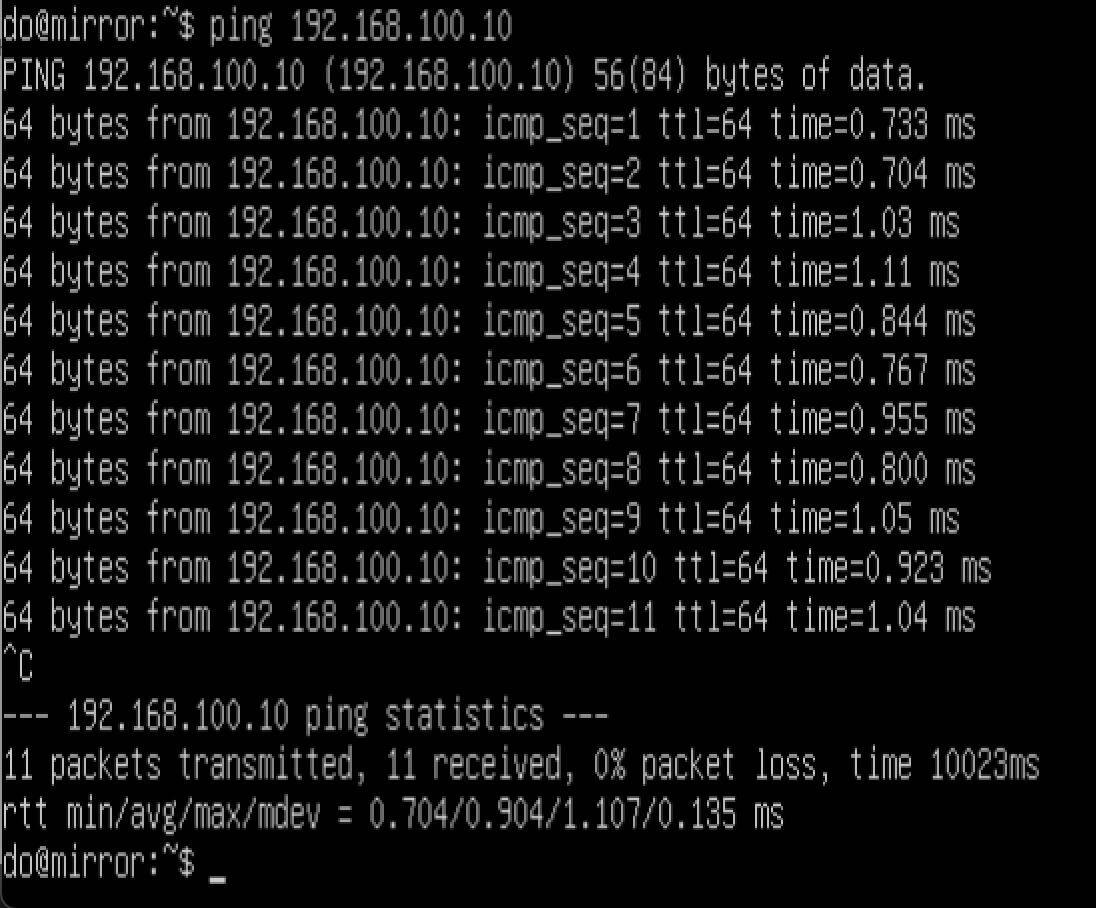 do@mirror:~$ ping 192.168.100.10
PING 192.168.100.10 (192.168.100.10) 56(84) bytes of data.
64 bytes from 192.168.100.10: icmp_seq=1 ttl=64 time=0.733 ms
64 bytes from 192.168.100.10: icmp_seq=2 ttl=64 time=0.704 ms
64 bytes from 192.168.100.10: icmp_seq=3 ttl=64 time=1.03 ms
64 bytes from 192.168.100.10: icmp_seq=4 ttl=64 time=1.11 ms
64 bytes from 192.168.100.10: icmp_seq=5 ttl=64 time=0.844 ms
64 bytes from 192.168.100.10: icmp_seq=6 ttl=64 time=0.767 ms
64 bytes from 192.168.100.10: icmp_seq=7 ttl=64 time=0.955 ms
64 bytes from 192.168.100.10: icmp_seq=8 ttl=64 time=0.800 ms
64 bytes from 192.168.100.10: icmp_seq=9 ttl=64 time=1.05 ms
64 bytes from 192.168.100.10: icmp_seq=10 ttl=64 time=0.923 ms
64 bytes from 192.168.100.10: icmp_seq=11 ttl=64 time=1.04 ms
^C
--- 192.168.100.10 ping statistics ---
11 packets transmitted, 11 received, 0% packet loss, time 10023ms
rtt min/avg/max/mdev = 0.704/0.904/1.107/0.135 ms
do@mirror:~$ _